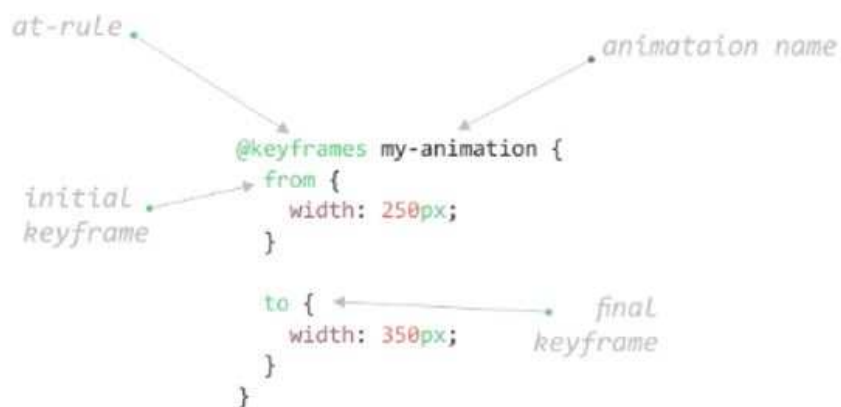 at-rule
animataion name
@keyframes my-animation {
from {
initial
keyframe
width: 250px;
}
to {
final
keyframe
width: 350px;
}
}